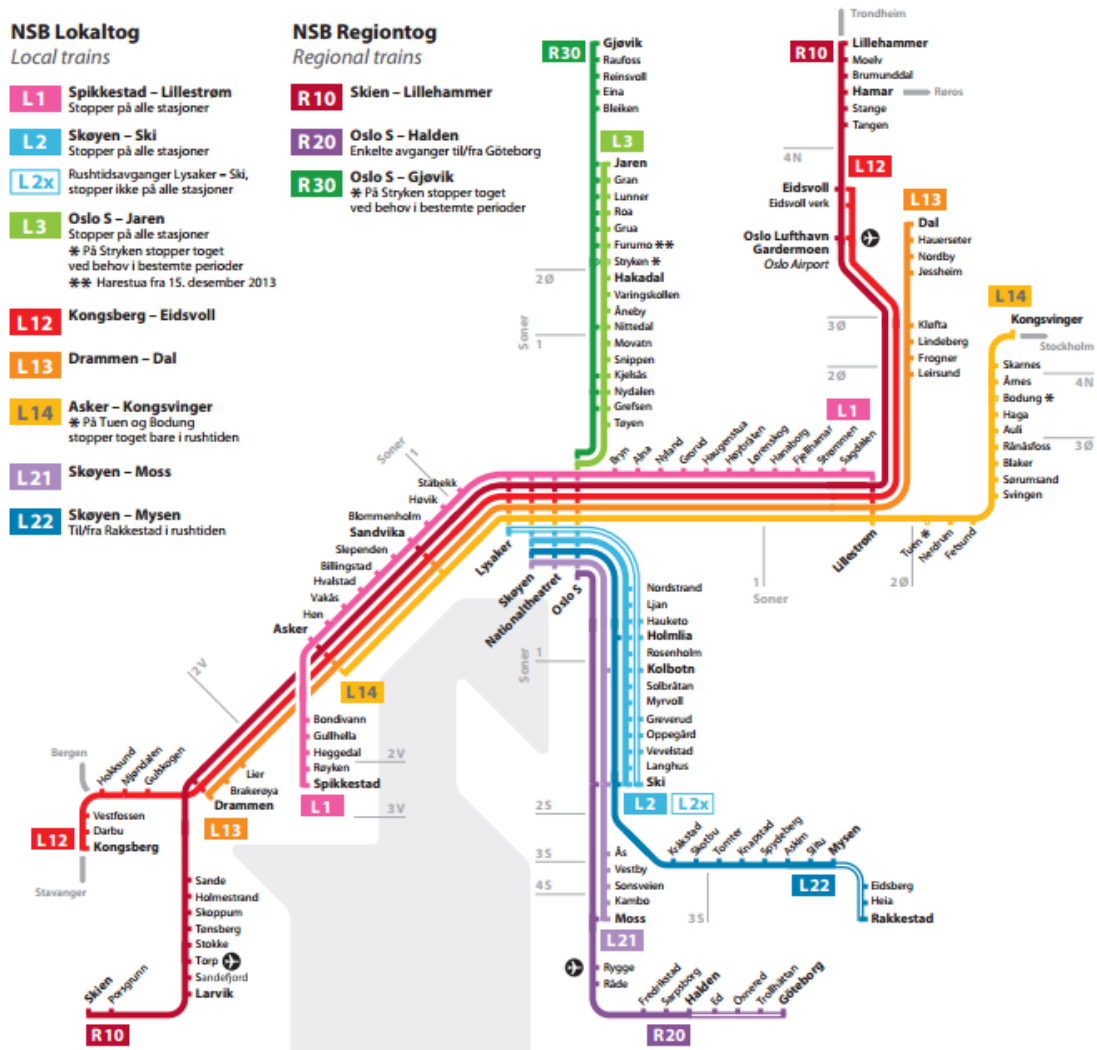 NSB Lokaltog
Local trains
L1
Spikkestad – Lillestrøm
Stopper på alle stasjoner
L2
Skøyen – Ski
Stopper på alle stasjoner
L2x
Rushtidsavganger Lysaker – Ski,
stopper ikke på alle stasjoner
L3
Oslo S – Jaren
Stopper på alle stasjoner
* På Stryken stopper toget
ved behov i bestemte perioder
** Harestua fra 15. desember 2013
L12
Kongsberg – Eidsvoll
L13
Drammen – Dal
L14
Asker – Kongsvinger
* På Tuen og Bodung
stopper toget bare i rushtiden
L21
Skøyen – Moss
L22
Skøyen – Mysen
Til/fra Rakkestad i rushtiden
NSB Regiontog
Regional trains
R10
Skien – Lillehammer
R20
Oslo S – Halden
Enkelte avganger til/fra Göteborg
R30
Oslo S – Gjøvik
* På Stryken stopper toget
ved behov i bestemte perioder
R30
Gjøvik
Raufoss
Reinsvoll
Eina
Bleiken
L3
Jaren
Gran
Lunner
Roa
Grua
Furumo **
Stryken *
2Ø
Hakadal
Varingskollen
Åneby
Soner
1
Nittedal
Movatn
Snippen
Kjelsås
Nydalen
Grefsen
Tøyen
Trondheim
R10
Lillehammer
Moelv
Brumunddal
Hamar
Røros
Stange
Tangen
4N
L12
Eidsvoll
Eidsvoll verk
L13
Dal
Hauerseter
Nordby
Jessheim
Oslo Lufthavn
Gardermoen
Oslo Airport
3Ø
Kløfta
Lindeberg
Frogner
2Ø
Leirsund
L14
Kongsvinger
Stockholm
Skarnes
Årnes
4N
Bodung *
Haga
Auli
Rånåsfoss
3Ø
Blaker
Sørumsand
Svingen
L1
Bryn
Alna
Nyland
Grorud
Haugenstua
Høybråten
Lørenskog
Hanaborg
Fjellhamar
Strømmen
Sagdalen
Lillestrøm
Tuen *
Nerdrum
Fetsund
1
Soner
2Ø
Soner
1
Stabekk
Høvik
Blommenholm
Sandvika
Slependen
Billingstad
Hvalstad
Vakås
Høn
Asker
Lysaker
Skøyen
Nationaltheatret
Oslo S
L14
2V
Bondivann
Gullhella
Heggedal
2V
Røyken
Spikkestad
L1
3V
Bergen
Hokksund
Mjøndalen
Gulskogen
Lier
Brakerøya
Drammen
L13
Vestfossen
Darbu
L12
Kongsberg
Stavanger
Sande
Holmestrand
Skoppum
Tønsberg
Stokke
Torp
Sandefjord
Larvik
Skien
Porsgrunn
R10
Nordstrand
Ljan
Hauketo
Holmlia
Rosenholm
Soner
1
Kolbotn
Solbråtan
Myrvoll
Greverud
Oppegård
Vevelstad
Langhus
Ski
L2
L2x
2S
Kråkstad
Skotbu
Tomter
Knapstad
Spydeberg
Askim
Slitu
Mysen
L22
Eidsberg
Heia
Rakkestad
3S
3S
4S
Ås
Vestby
Sonsveien
Kambo
Moss
L21
Rygge
Råde
Fredrikstad
Sarpsborg
Halden
Ed
Öxnered
Trollhättan
Göteborg
R20